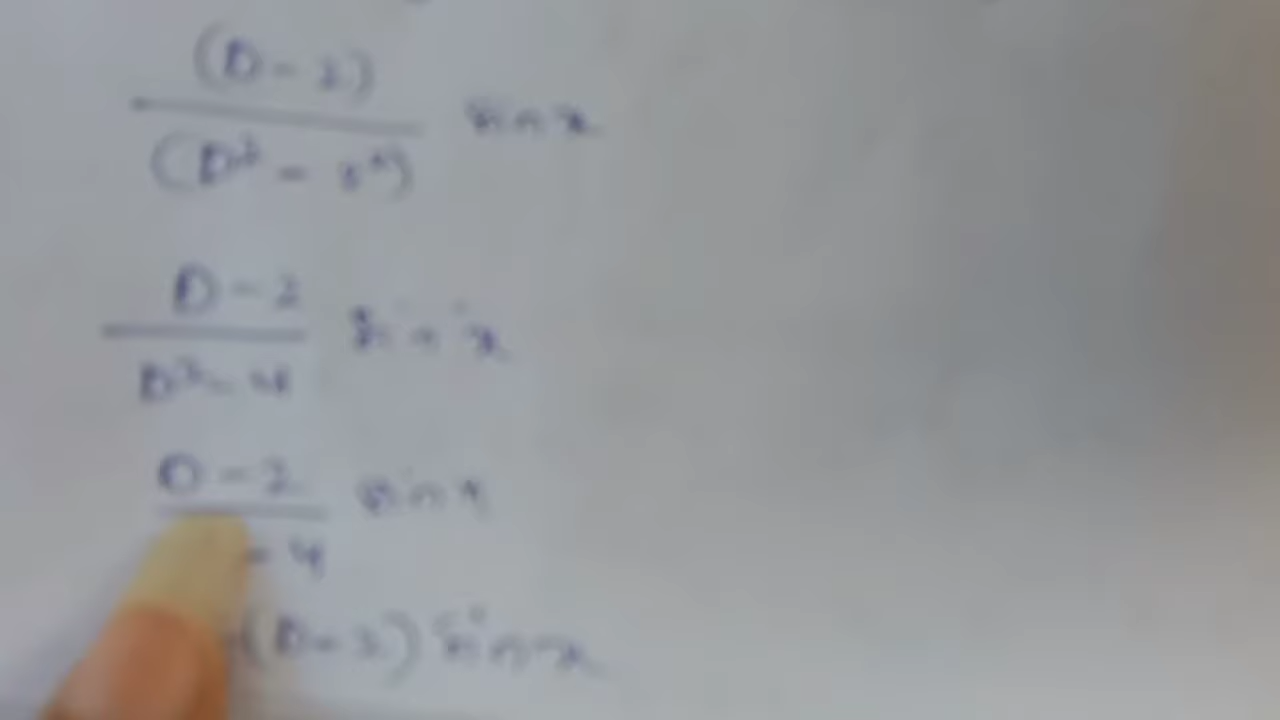 (D - 2)
sin x
(D² - 2²)
D - 2
sin x
D² - 4
D - 2
sin x
- 4
(D - 2) sin x